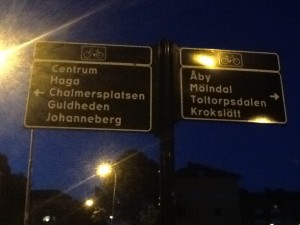 Centrum
Haga
Chalmersplatsen
Guldheden
Johanneberg
Åby
Mölndal
Toltorpsdalen
Krokslätt